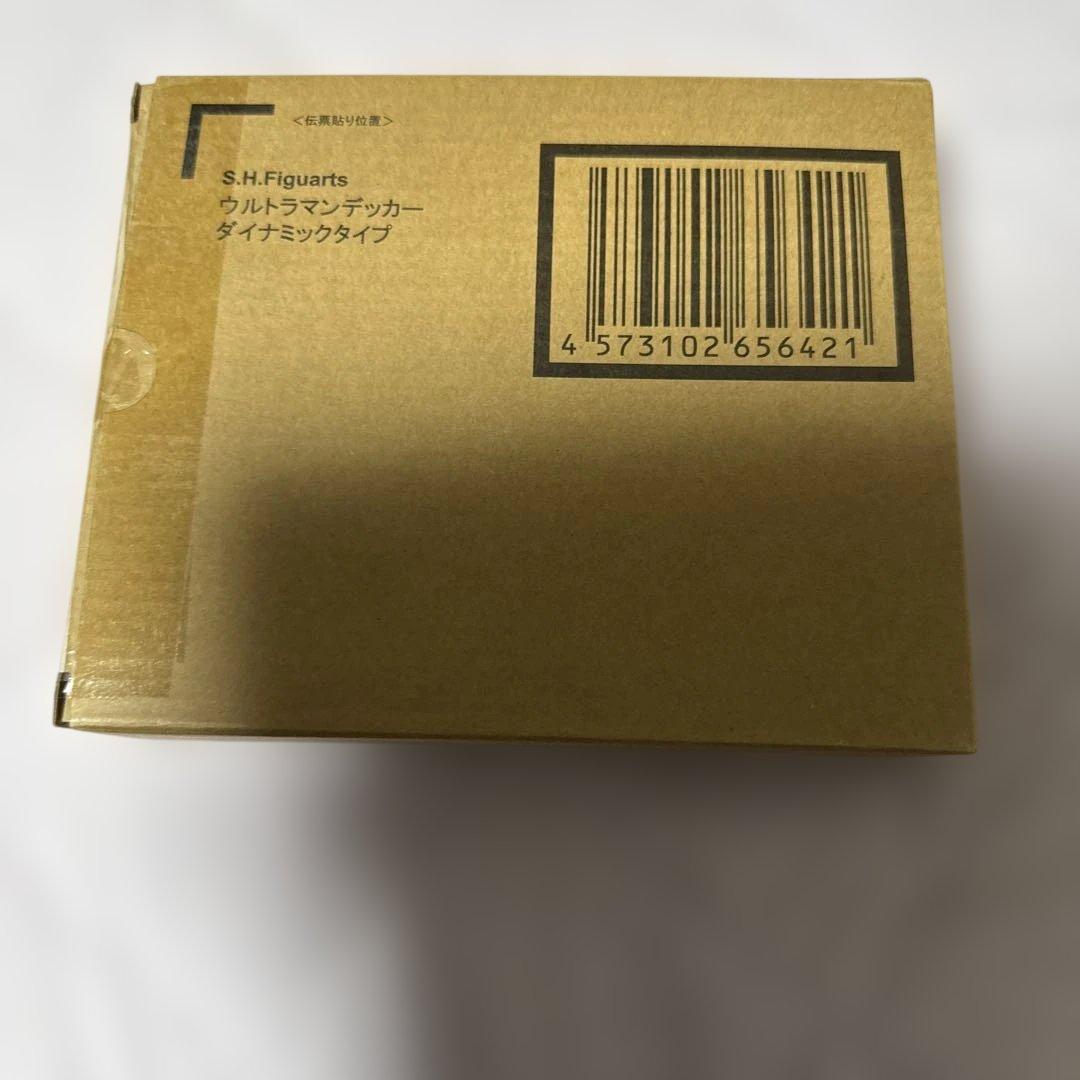 ＜伝票貼り位置＞
S.H.Figuarts
ウルトラマンデッカー
ダイナミックタイプ
4 573102 656421